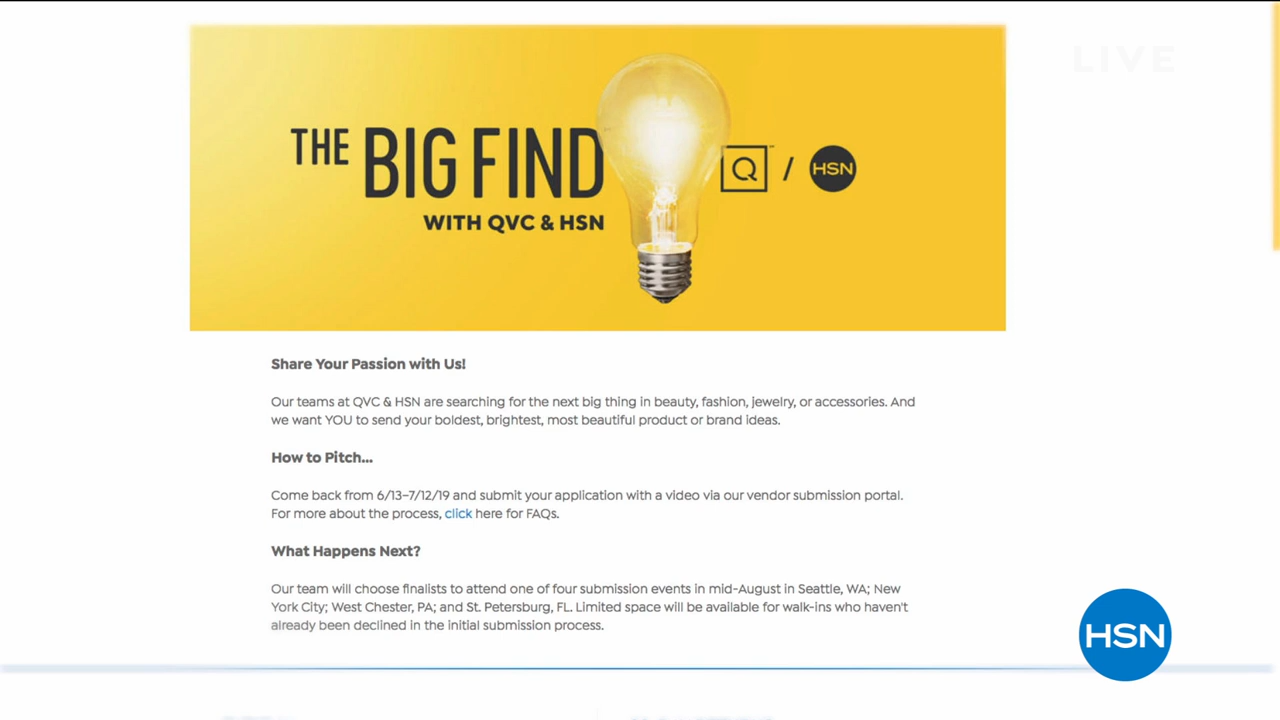 LIVE
THE BIG FIND
WITH QVC & HSN
Q / HSN
Share Your Passion with Us!
Our teams at QVC & HSN are searching for the next big thing in beauty, fashion, jewelry, or accessories. And
we want YOU to send your boldest, brightest, most beautiful product or brand ideas.
How to Pitch...
Come back from 6/13–7/12/19 and submit your application with a video via our vendor submission portal.
For more about the process, click here for FAQs.
What Happens Next?
Our team will choose finalists to attend one of four submission events in mid-August in Seattle, WA; New
York City; West Chester, PA; and St. Petersburg, FL. Limited space will be available for walk-ins who haven't
already been declined in the initial submission process.
HSN